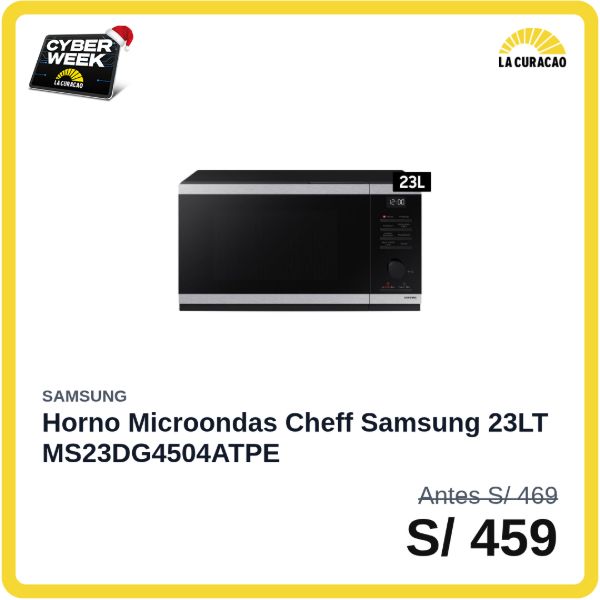 CYBER
WEEK
LA CURACAO
LA CURACAO
23L
12:00
SAMSUNG
Horno Microondas Cheff Samsung 23LT
MS23DG4504ATPE
Antes S/ 469
S/ 459